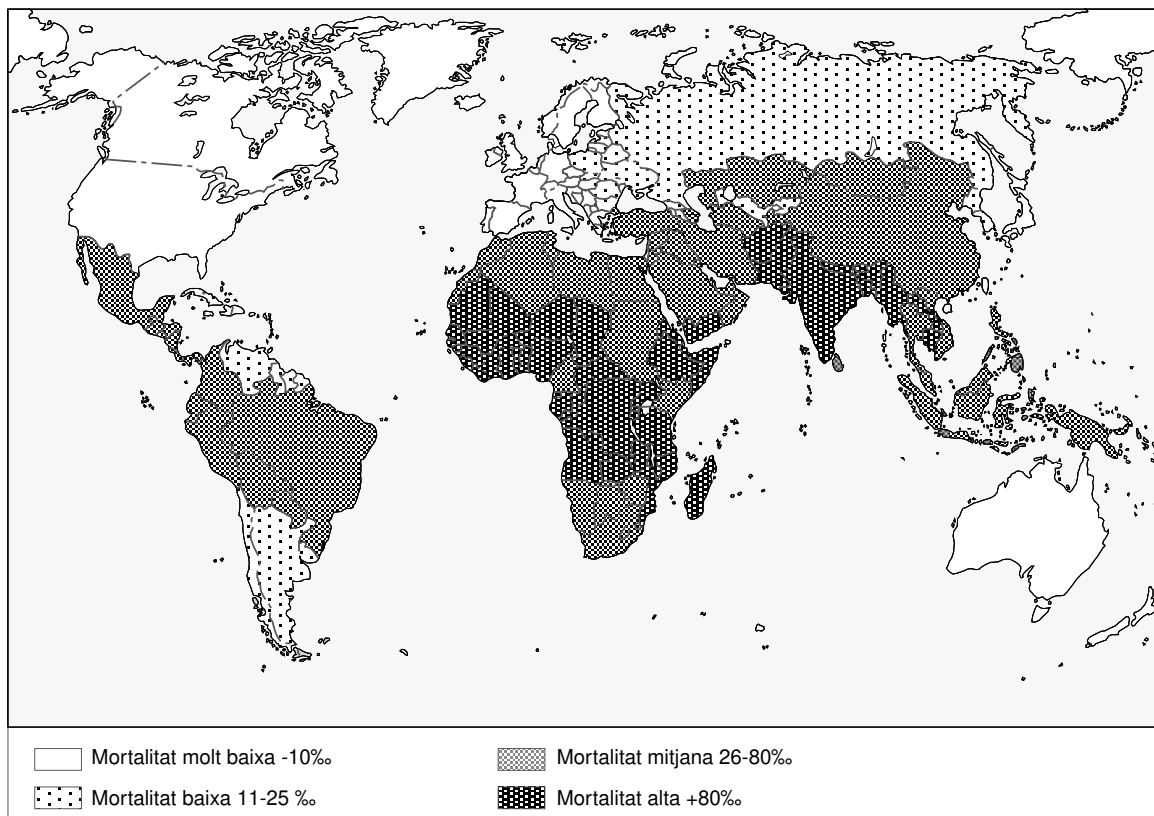 Mortalitat molt baixa -10‰
Mortalitat baixa 11-25 ‰
Mortalitat mitjana 26-80‰
Mortalitat alta +80‰